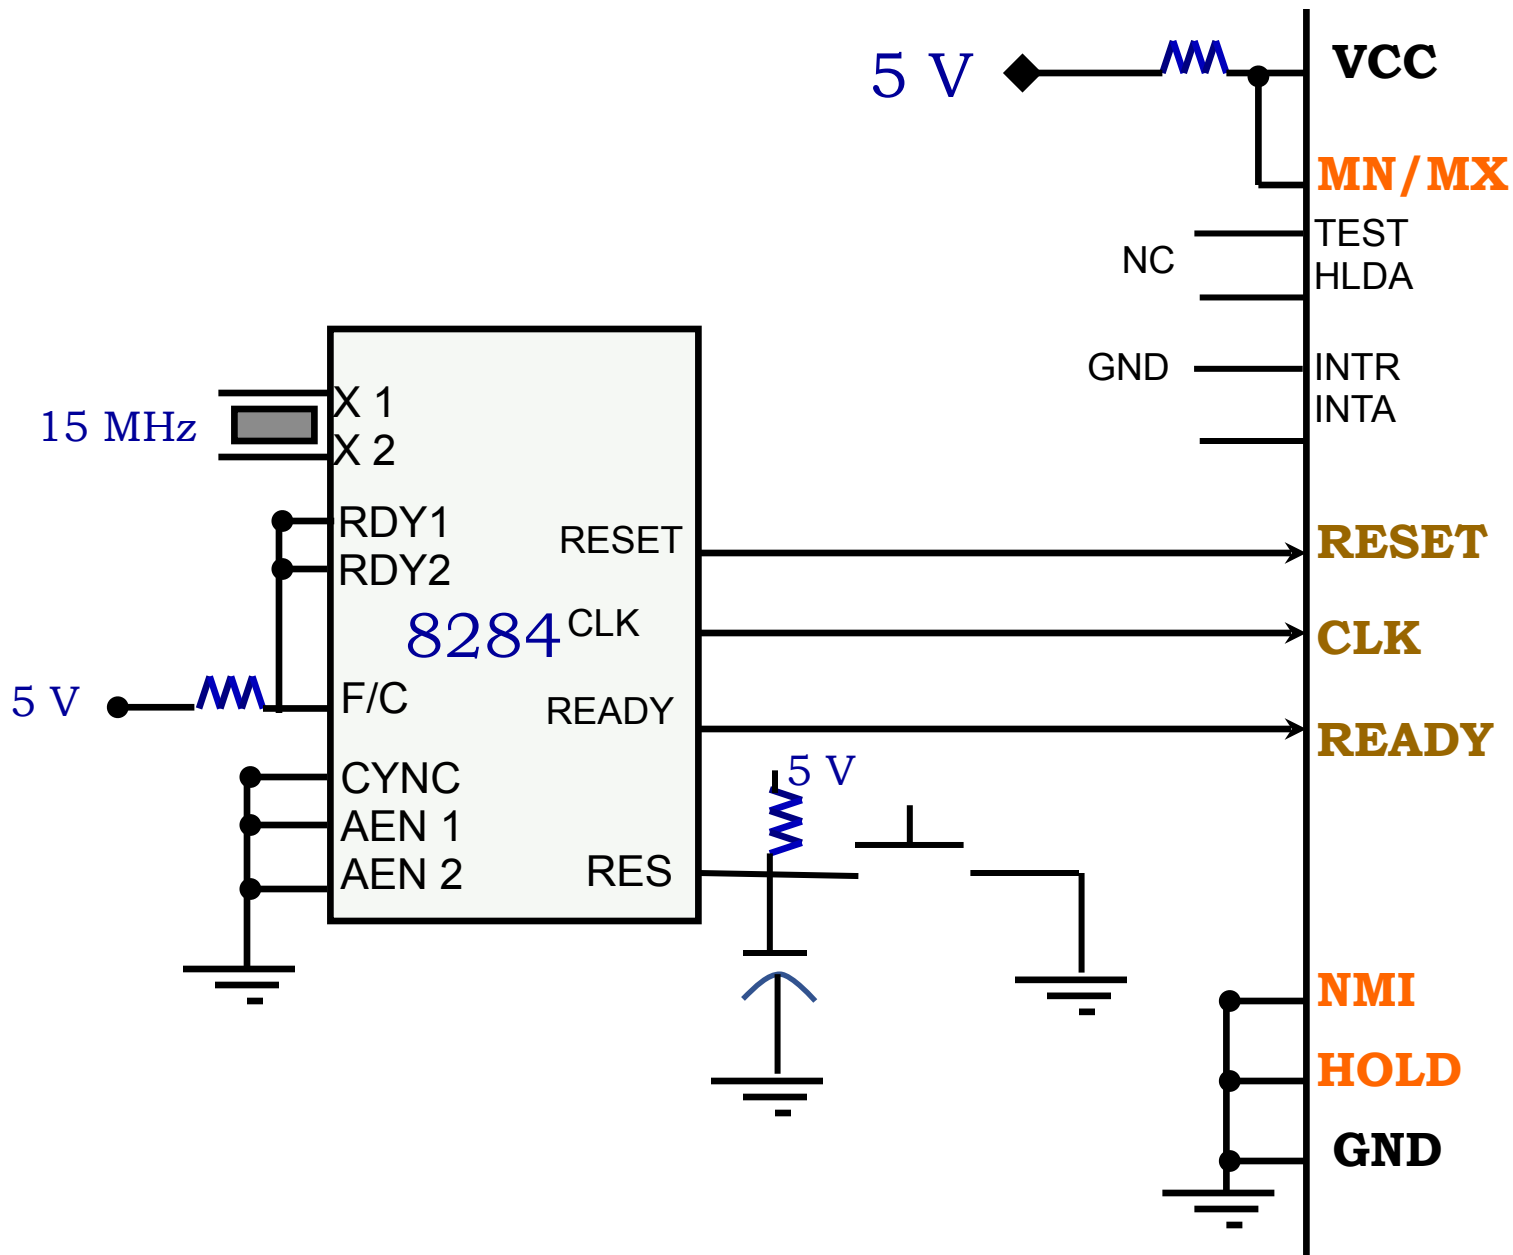 5 V
VCC
MN/MX
TEST
NC
HLDA
GND
INTR
INTA
15 MHz
X 1
X 2
RDY1
RDY2
RESET
RESET
8284
CLK
CLK
5 V
F/C
READY
READY
CYNC
5 V
AEN 1
AEN 2
RES
NMI
HOLD
GND